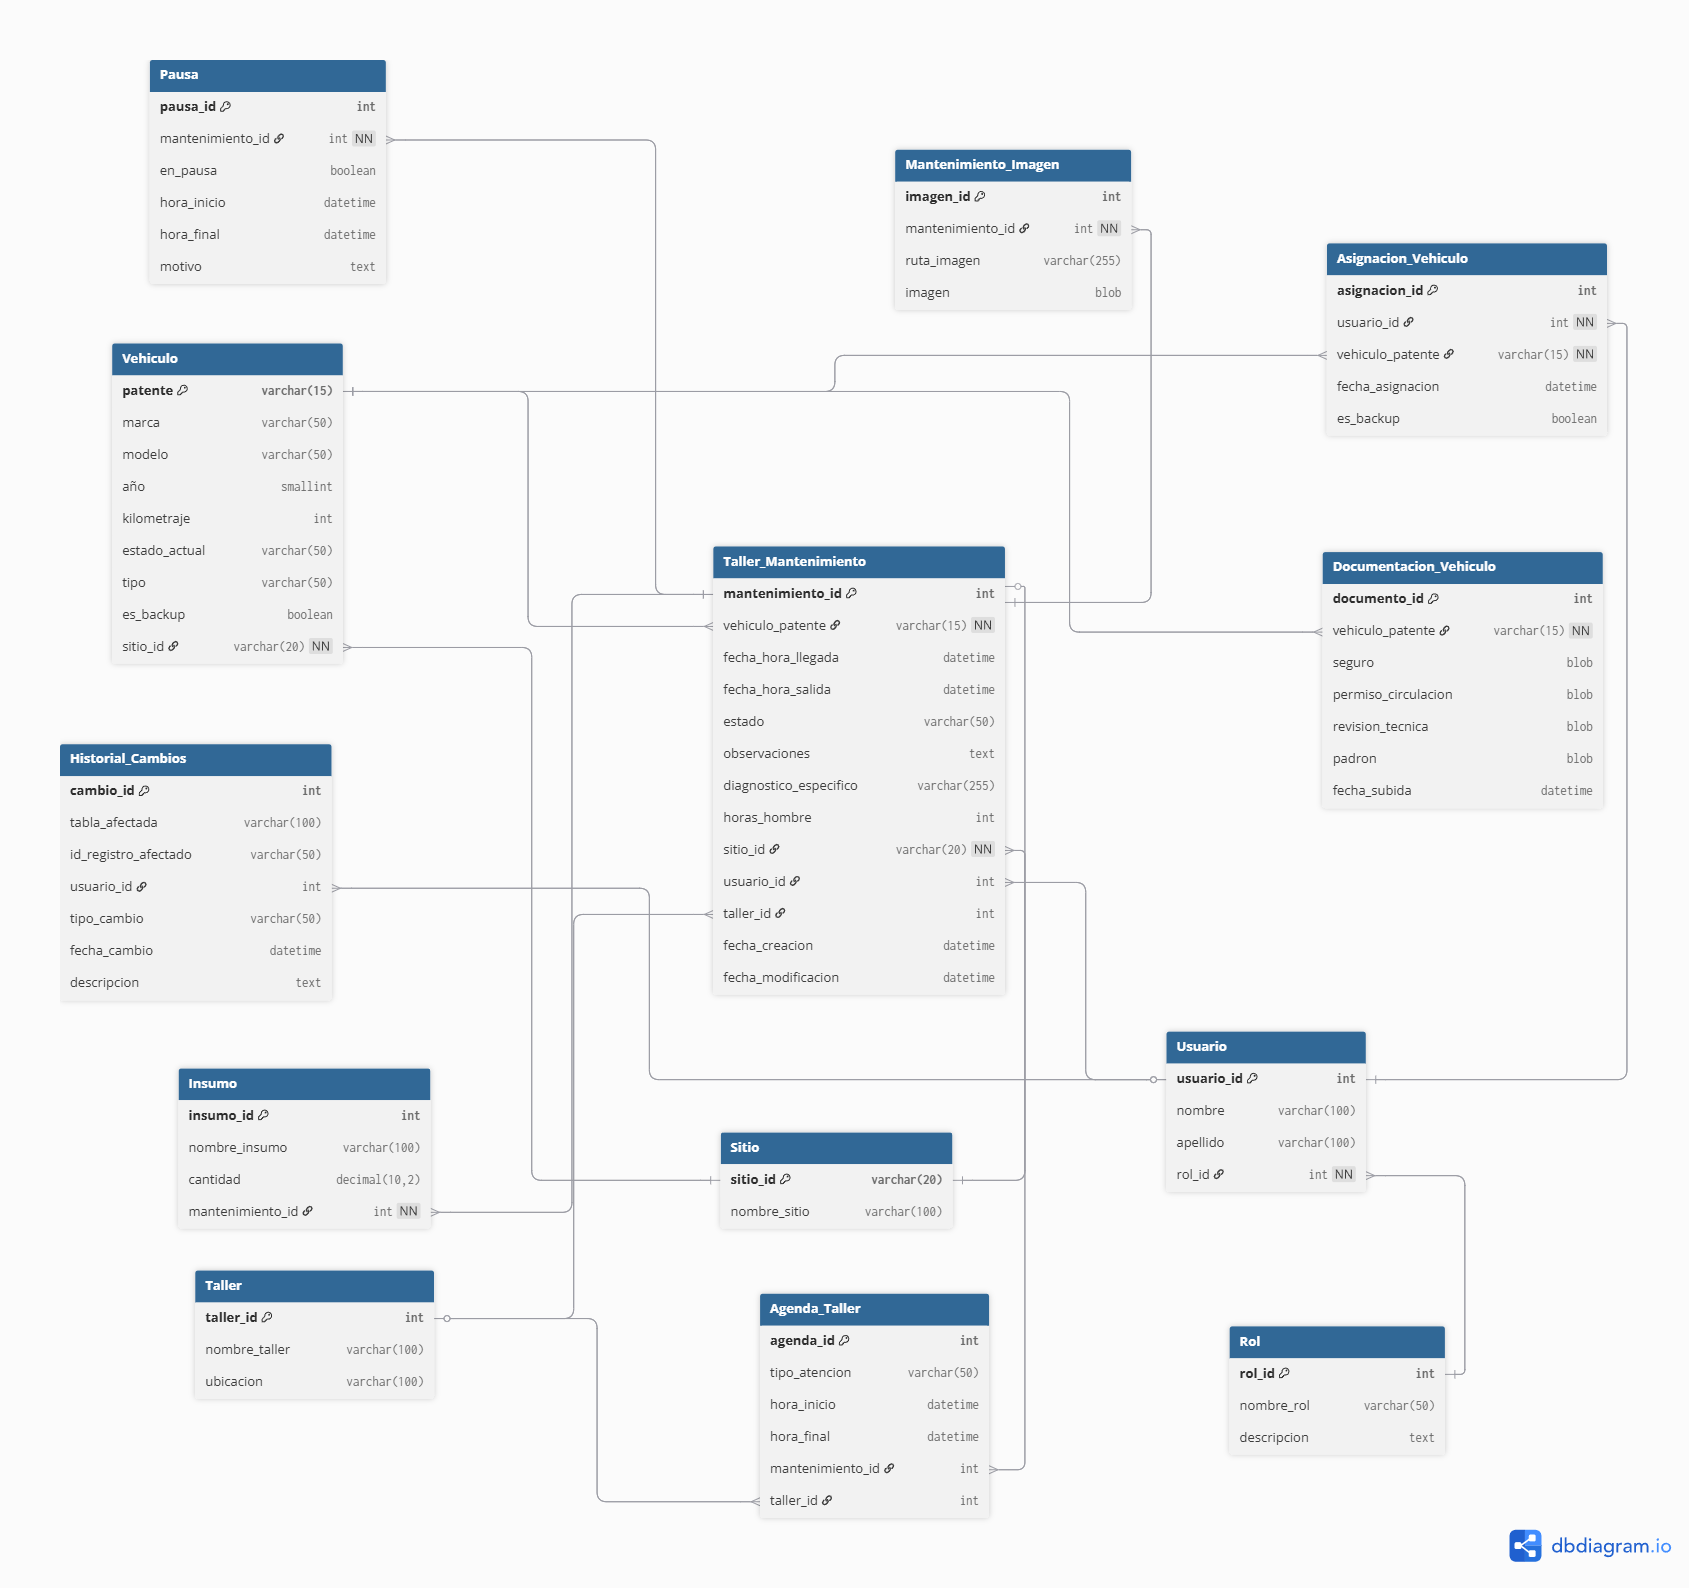 Pausa
pausa_id int
mantenimiento_id int NN
en_pausa boolean
hora_inicio datetime
hora_final datetime
motivo text
Mantenimiento_Imagen
imagen_id int
mantenimiento_id int NN
ruta_imagen varchar(255)
imagen blob
Asignacion_Vehiculo
asignacion_id int
usuario_id int NN
vehiculo_patente varchar(15) NN
fecha_asignacion datetime
es_backup boolean
Vehiculo
patente varchar(15)
marca varchar(50)
modelo varchar(50)
año smallint
kilometraje int
estado_actual varchar(50)
tipo varchar(50)
es_backup boolean
sitio_id varchar(20) NN
Taller_Mantenimiento
mantenimiento_id int
vehiculo_patente varchar(15) NN
fecha_hora_llegada datetime
fecha_hora_salida datetime
estado varchar(50)
observaciones text
diagnostico_especifico varchar(255)
horas_hombre int
sitio_id varchar(20) NN
usuario_id int
taller_id int
fecha_creacion datetime
fecha_modificacion datetime
Documentacion_Vehiculo
documento_id int
vehiculo_patente varchar(15) NN
seguro blob
permiso_circulacion blob
revision_tecnica blob
padron blob
fecha_subida datetime
Historial_Cambios
cambio_id int
tabla_afectada varchar(100)
id_registro_afectado varchar(50)
usuario_id int
tipo_cambio varchar(50)
fecha_cambio datetime
descripcion text
Usuario
usuario_id int
nombre varchar(100)
apellido varchar(100)
rol_id int NN
Insumo
insumo_id int
nombre_insumo varchar(100)
cantidad decimal(10,2)
mantenimiento_id int NN
Sitio
sitio_id varchar(20)
nombre_sitio varchar(100)
Taller
taller_id int
nombre_taller varchar(100)
ubicacion varchar(100)
Agenda_Taller
agenda_id int
tipo_atencion varchar(50)
hora_inicio datetime
hora_final datetime
mantenimiento_id int
taller_id int
Rol
rol_id int
nombre_rol varchar(50)
descripcion text
dbdiagram.io